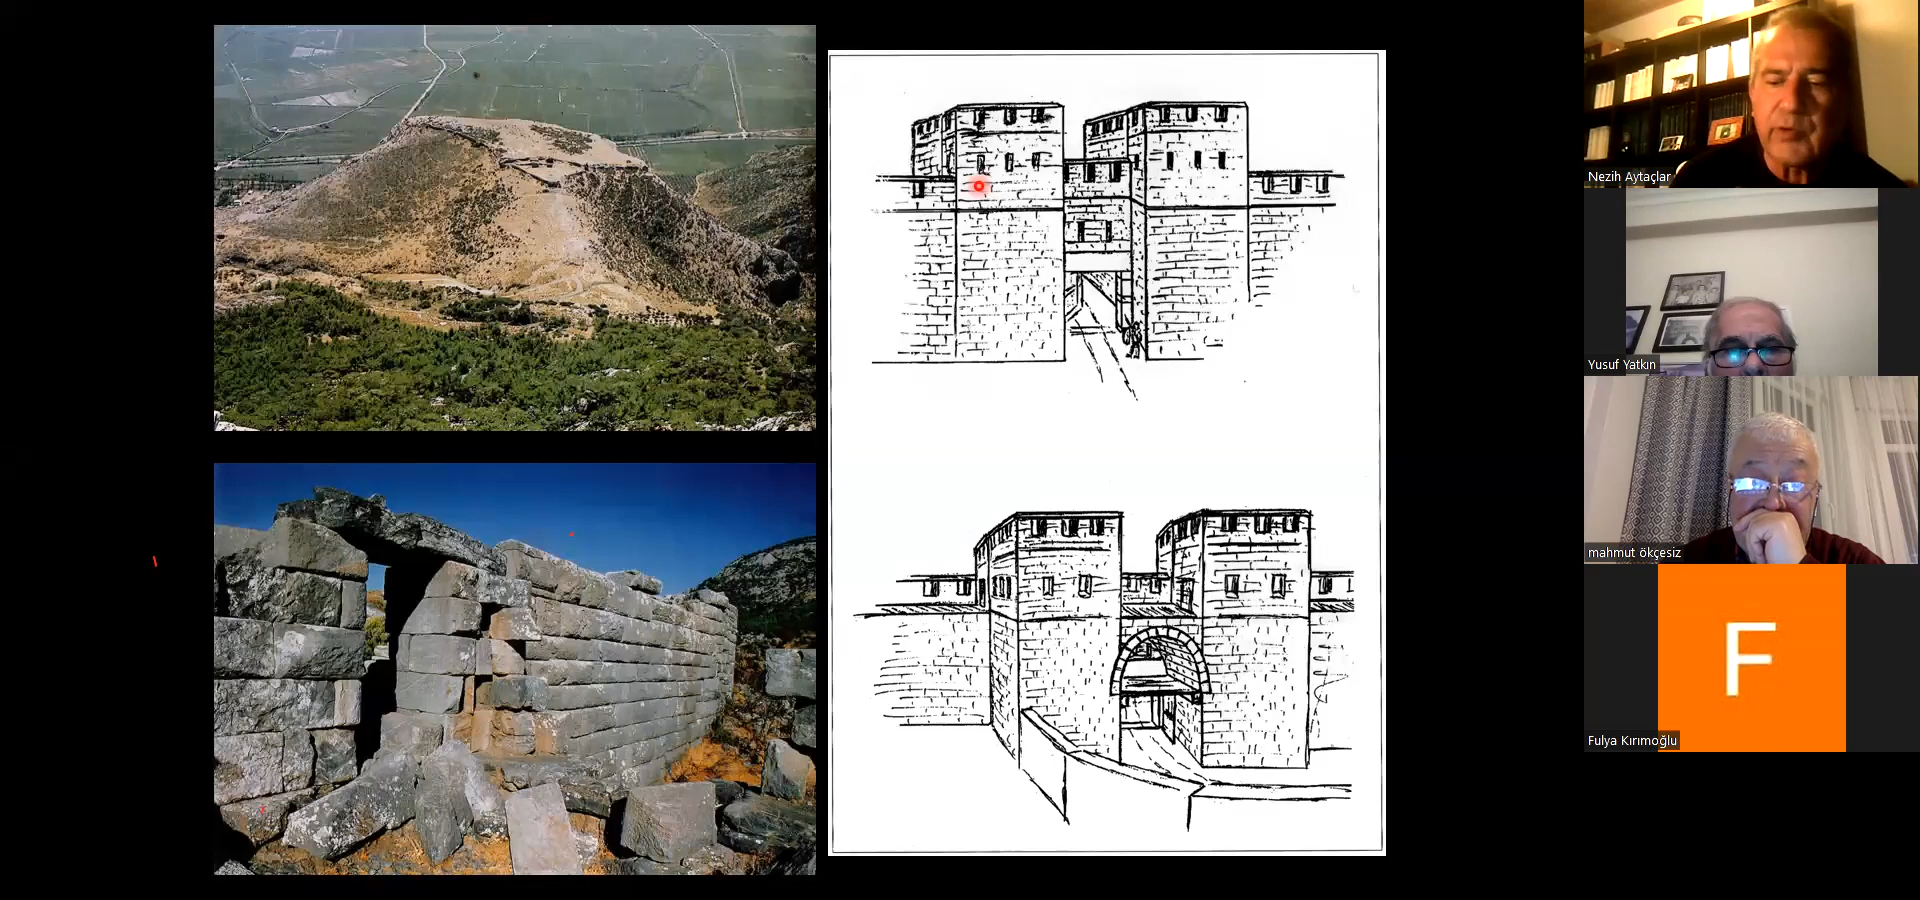 Nezih Aytaçlar
Yusuf Yatkın
mahmut ökçesiz
F
Fulya Kırımoğlu